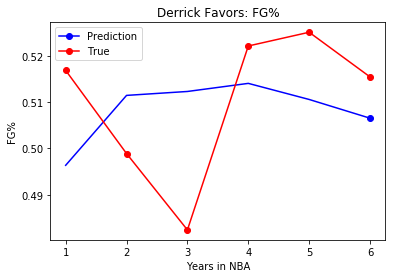 Derrick Favors: FG%
Prediction
True
FG%
0.52
0.51
0.50
0.49
1 2 3 4 5 6
Years in NBA